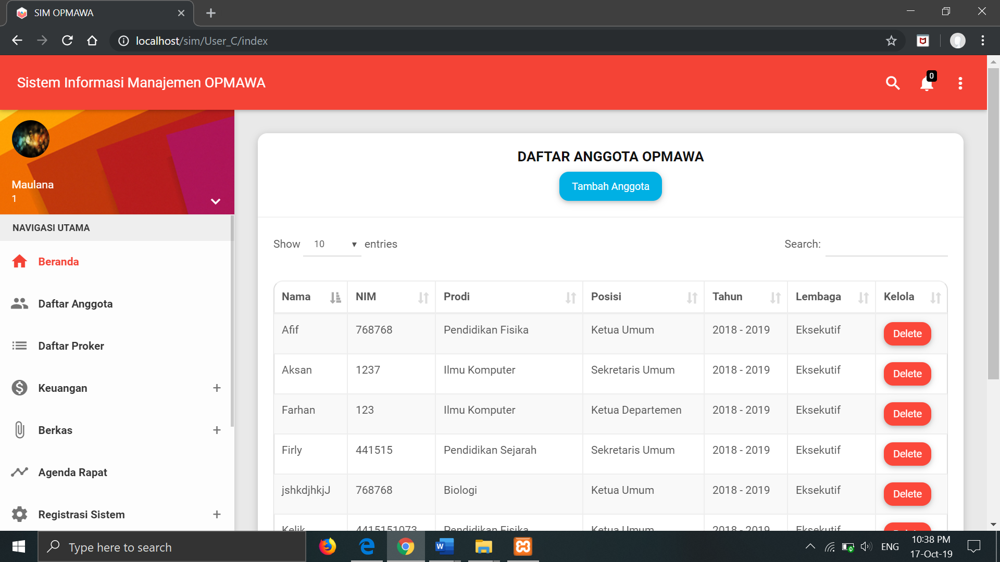 SIM OPMAWA
localhost/sim/User_C/index
Sistem Informasi Manajemen OPMAWA
0
Maulana
1
NAVIGASI UTAMA
Beranda
Daftar Anggota
Daftar Proker
Keuangan +
Berkas +
Agenda Rapat
Registrasi Sistem +
DAFTAR ANGGOTA OPMAWA
Tambah Anggota
Show 10 entries Search:
Nama NIM Prodi Posisi Tahun Lembaga Kelola
Afif 768768 Pendidikan Fisika Ketua Umum 2018 - 2019 Eksekutif Delete
Aksan 1237 Ilmu Komputer Sekretaris Umum 2018 - 2019 Eksekutif Delete
Farhan 123 Ilmu Komputer Ketua Departemen 2018 - 2019 Eksekutif Delete
Firly 441515 Pendidikan Sejarah Sekretaris Umum 2018 - 2019 Eksekutif Delete
jshkdjhkjJ 768768 Biologi Ketua Umum 2018 - 2019 Eksekutif Delete
Kelik 4415151073 Pendidikan Fisika Ketua Umum 2018 - 2019 Eksekutif
Type here to search
ENG
10:38 PM
17-Oct-19